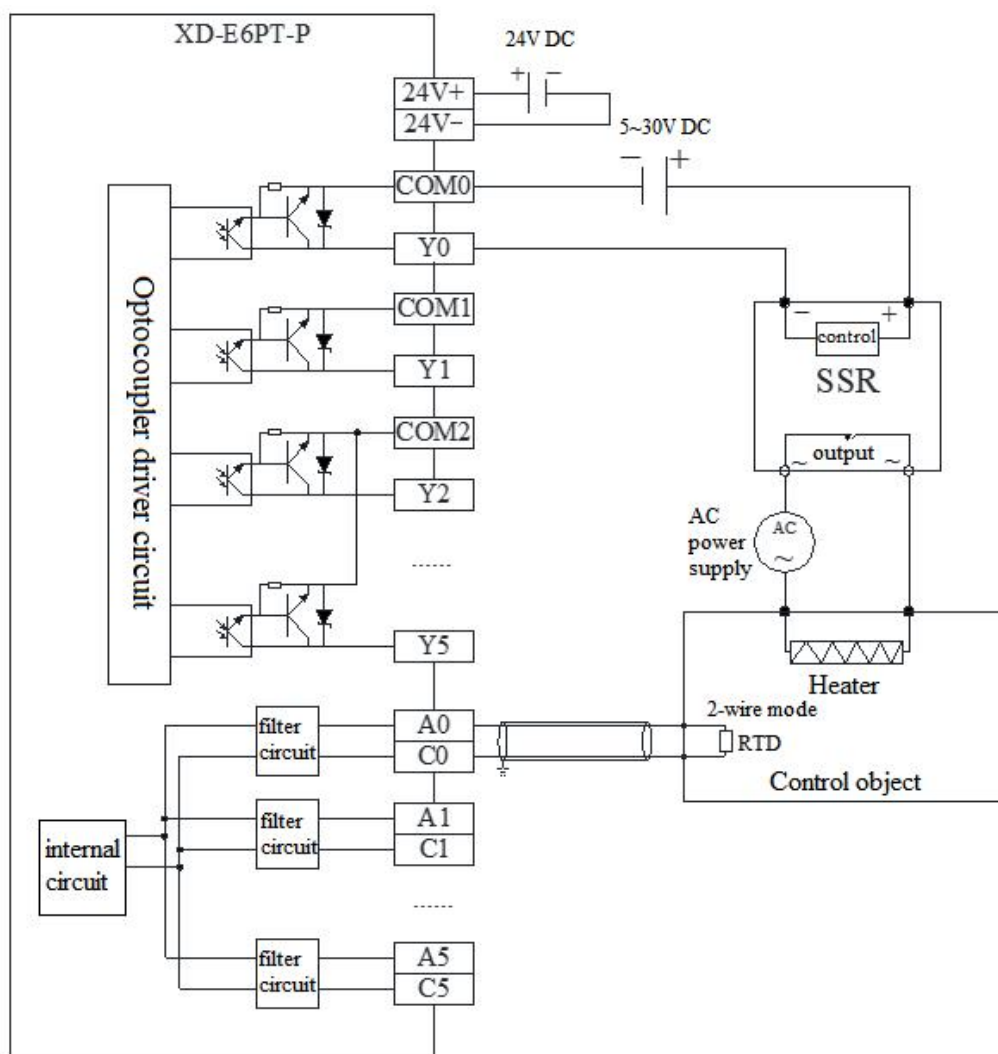 XD-E6PT-P
24V DC
+ −
24V+
24V−
5~30V DC
− +
COM0
Y0
COM1
Y1
COM2
Y2
......
Y5
Optocoupler driver circuit
− +
control
SSR
output
~ ~
AC
power
supply
AC
~
Heater
2-wire mode
RTD
Control object
filter
circuit
A0
C0
filter
circuit
A1
C1
internal
circuit
......
filter
circuit
A5
C5